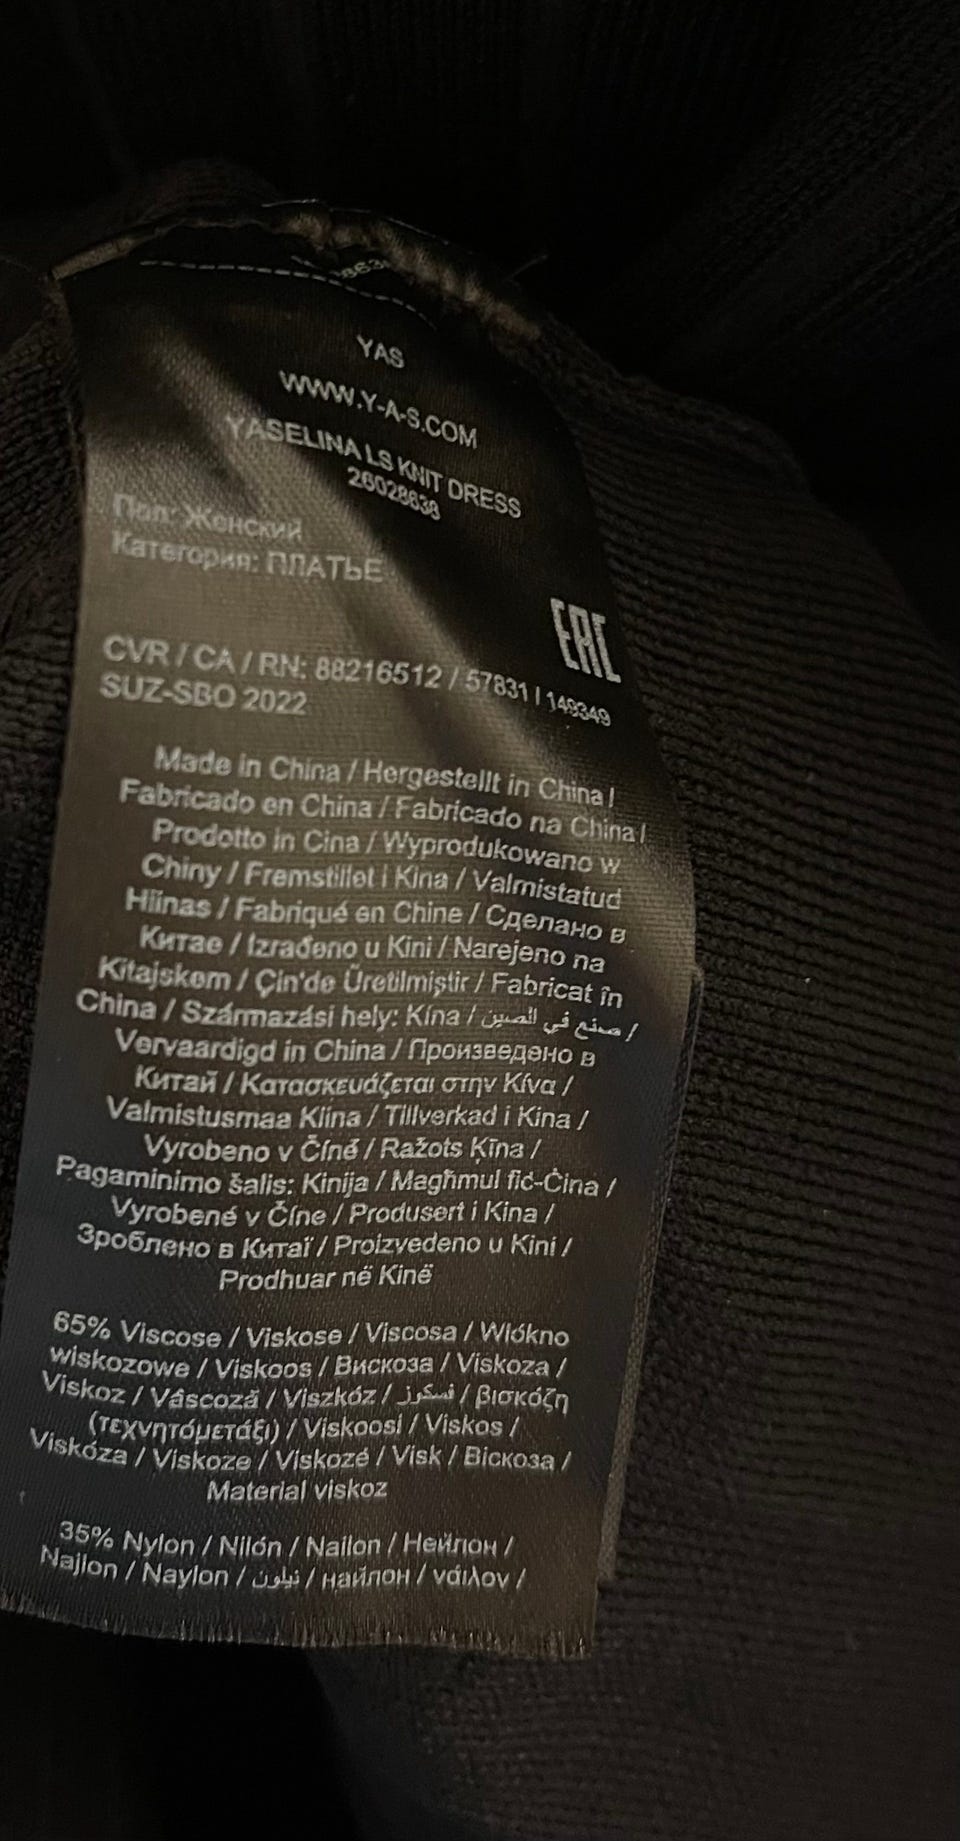 YAS
WWW.Y-A-S.COM
YASELINA LS KNIT DRESS
26028638
Пол: Женский
Категория: ПЛАТЬЕ
EAC
CVR / CA / RN: 88216512 / 57831 / 149349
SUZ-SBO 2022
Made in China / Hergestellt in China /
Fabricado en China / Fabricado na China /
Prodotto in Cina / Wyprodukowano w
Chiny / Fremstillet i Kina / Valmistatud
Hiinas / Fabriqué en Chine / Сделано в
Китае / Izrađeno u Kini / Narejeno na
Kitajskem / Çin'de Üretilmiştir / Fabricat în
China / Származási hely: Kína / صنع في الصين /
Vervaardigd in China / Произведено в
Китай / Κατασκευάζεται στην Κίνα /
Valmistusmaa Kiina / Tillverkad i Kina /
Vyrobeno v Číně / Ražots Ķīna /
Pagaminimo šalis: Kinija / Magħmul fiċ-Ċina /
Vyrobené v Číne / Produsert i Kina /
Зроблено в Китаї / Proizvedeno u Kini /
Prodhuar në Kinë
65% Viscose / Viskose / Viscosa / Włókno
wiskozowe / Viskoos / Вискоза / Viskoza /
Viskoz / Vâscoză / Viszkóz / فسكوز / βισκόζη
(τεχνητόμετάξι) / Viskoosi / Viskos /
Viskóza / Viskoze / Viskozé / Visk / Віскоза /
Material viskoz
35% Nylon / Nilón / Nailon / Нейлон /
Najlon / Naylon / نيلون / найлон / νάιλον /